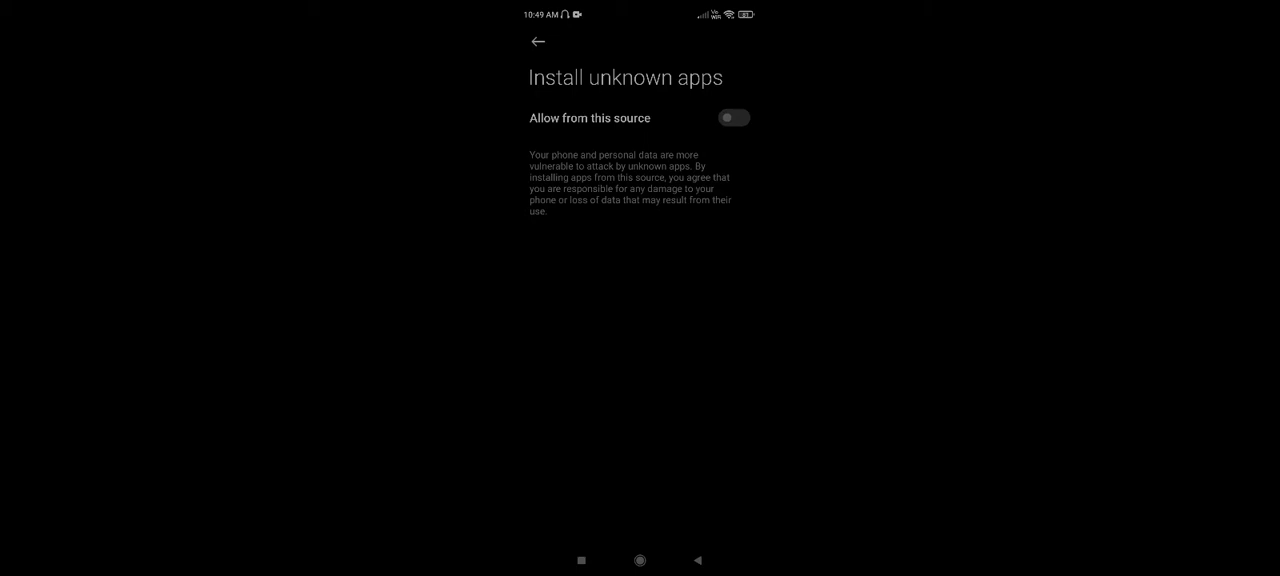 10:49 AM
Vo
WiFi
Install unknown apps
Allow from this source
Your phone and personal data are more
vulnerable to attack by unknown apps. By
installing apps from this source, you agree that
you are responsible for any damage to your
phone or loss of data that may result from their
use.